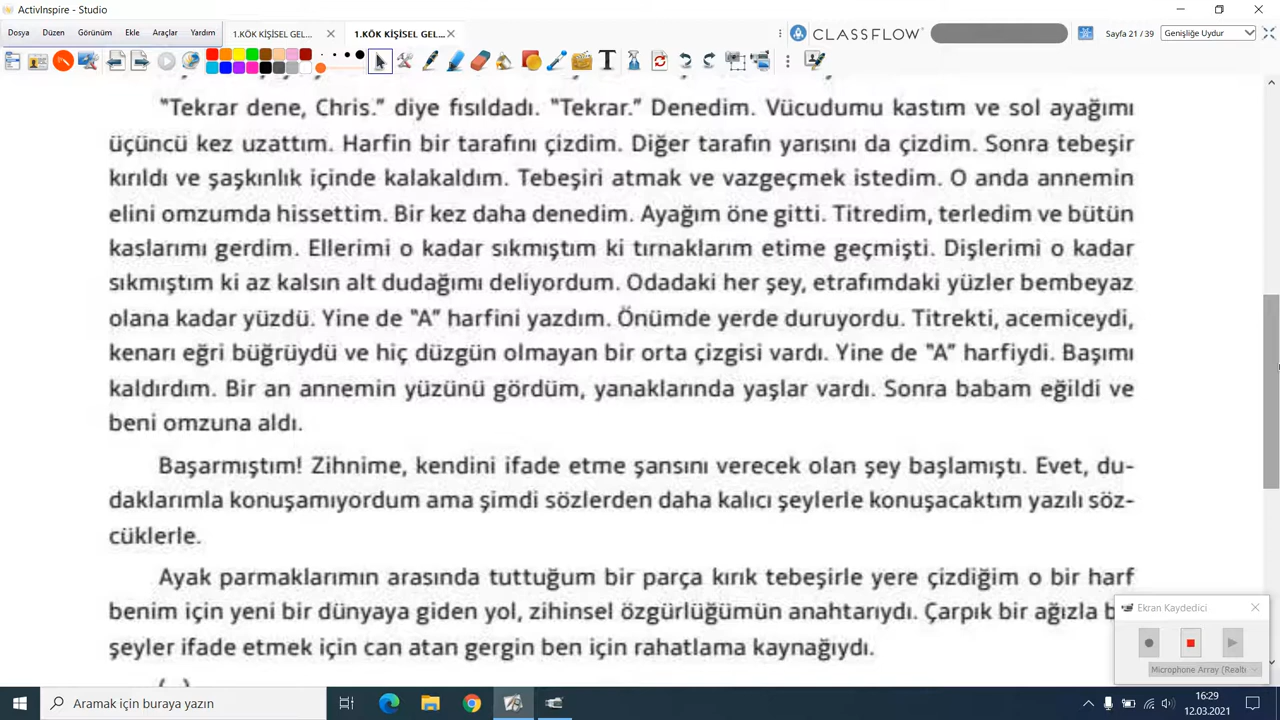 ActivInspire - Studio
Dosya Düzen Görünüm Ekle Araçlar Yardım
1.KÖK KİŞİSEL GEL...
1.KÖK KİŞİSEL GEL...
CLASSFLOW
Sayfa 21 / 39
Genişliğe Uydur
“Tekrar dene, Chris.” diye fısıldadı. “Tekrar.” Denedim. Vücudumu kastım ve sol ayağımı
üçüncü kez uzattım. Harfin bir tarafını çizdim. Diğer tarafın yarısını da çizdim. Sonra tebeşir
kırıldı ve şaşkınlık içinde kalakaldım. Tebeşiri atmak ve vazgeçmek istedim. O anda annemin
elini omzumda hissettim. Bir kez daha denedim. Ayağım öne gitti. Titredim, terledim ve bütün
kaslarımı gerdim. Ellerimi o kadar sıkmıştım ki tırnaklarım etime geçmişti. Dişlerimi o kadar
sıkmıştım ki az kalsın alt dudağımı deliyordum. Odadaki her şey, etrafımdaki yüzler bembeyaz
olana kadar yüzdü. Yine de “A” harfini yazdım. Önümde yerde duruyordu. Titrekti, acemiceydi,
kenarı eğri büğrüydü ve hiç düzgün olmayan bir orta çizgisi vardı. Yine de “A” harfiydi. Başımı
kaldırdım. Bir an annemin yüzünü gördüm, yanaklarında yaşlar vardı. Sonra babam eğildi ve
beni omzuna aldı.
Başarmıştım! Zihnime, kendini ifade etme şansını verecek olan şey başlamıştı. Evet, du-
daklarımla konuşamıyordum ama şimdi sözlerden daha kalıcı şeylerle konuşacaktım yazılı söz-
cüklerle.
Ayak parmaklarımın arasında tuttuğum bir parça kırık tebeşirle yere çizdiğim o bir harf
benim için yeni bir dünyaya giden yol, zihinsel özgürlüğümün anahtarıydı. Çarpık bir ağızla
şeyler ifade etmek için can atan gergin ben için rahatlama kaynağıydı.
Ekran Kaydedici
Microphone Array (Realt
Aramak için buraya yazın
16:29
12.03.2021